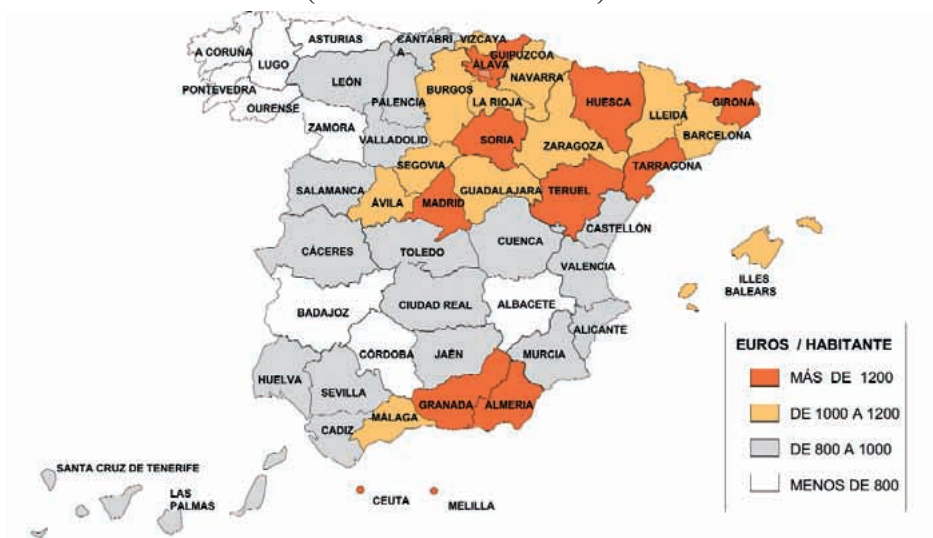 ASTURIAS
CANTABRI
A
VIZCAYA
GUIPUZCOA
A CORUÑA
LUGO
ÁLAVA
NAVARRA
PONTEVEDRA
OURENSE
LEÓN
PALENCIA
BURGOS
LA RIOJA
HUESCA
LLEIDA
GIRONA
BARCELONA
ZAMORA
VALLADOLID
SORIA
ZARAGOZA
TARRAGONA
SEGOVIA
SALAMANCA
ÁVILA
MADRID
GUADALAJARA
TERUEL
CASTELLÓN
CÁCERES
TOLEDO
CUENCA
VALENCIA
ILLES
BALEARS
BADAJOZ
CIUDAD REAL
ALBACETE
ALICANTE
CÓRDOBA
JAÉN
MURCIA
HUELVA
SEVILLA
GRANADA
ALMERIA
MÁLAGA
CADIZ
SANTA CRUZ DE TENERIFE
LAS
PALMAS
CEUTA
MELILLA
EUROS / HABITANTE
MÁS DE 1200
DE 1000 A 1200
DE 800 A 1000
MENOS DE 800